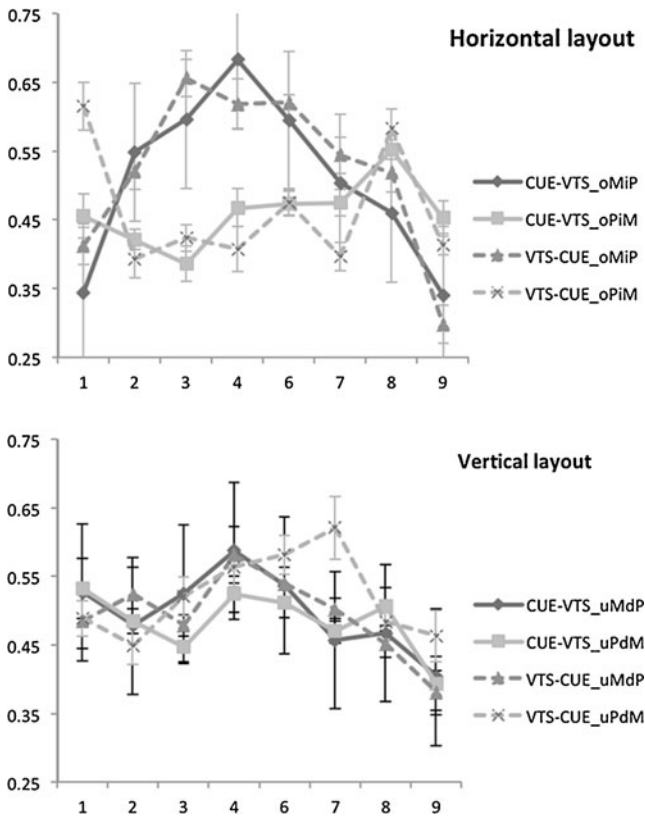 0.75
Horizontal layout
0.65
0.55
CUE-VTS_oMiP
0.45
CUE-VTS_oPiM
VTS-CUE_oMiP
0.35
VTS-CUE_oPiM
0.25
1 2 3 4 6 7 8 9
0.75
Vertical layout
0.65
0.55
CUE-VTS_uMdP
0.45
CUE-VTS_uPdM
VTS-CUE_uMdP
0.35
VTS-CUE_uPdM
0.25
1 2 3 4 6 7 8 9